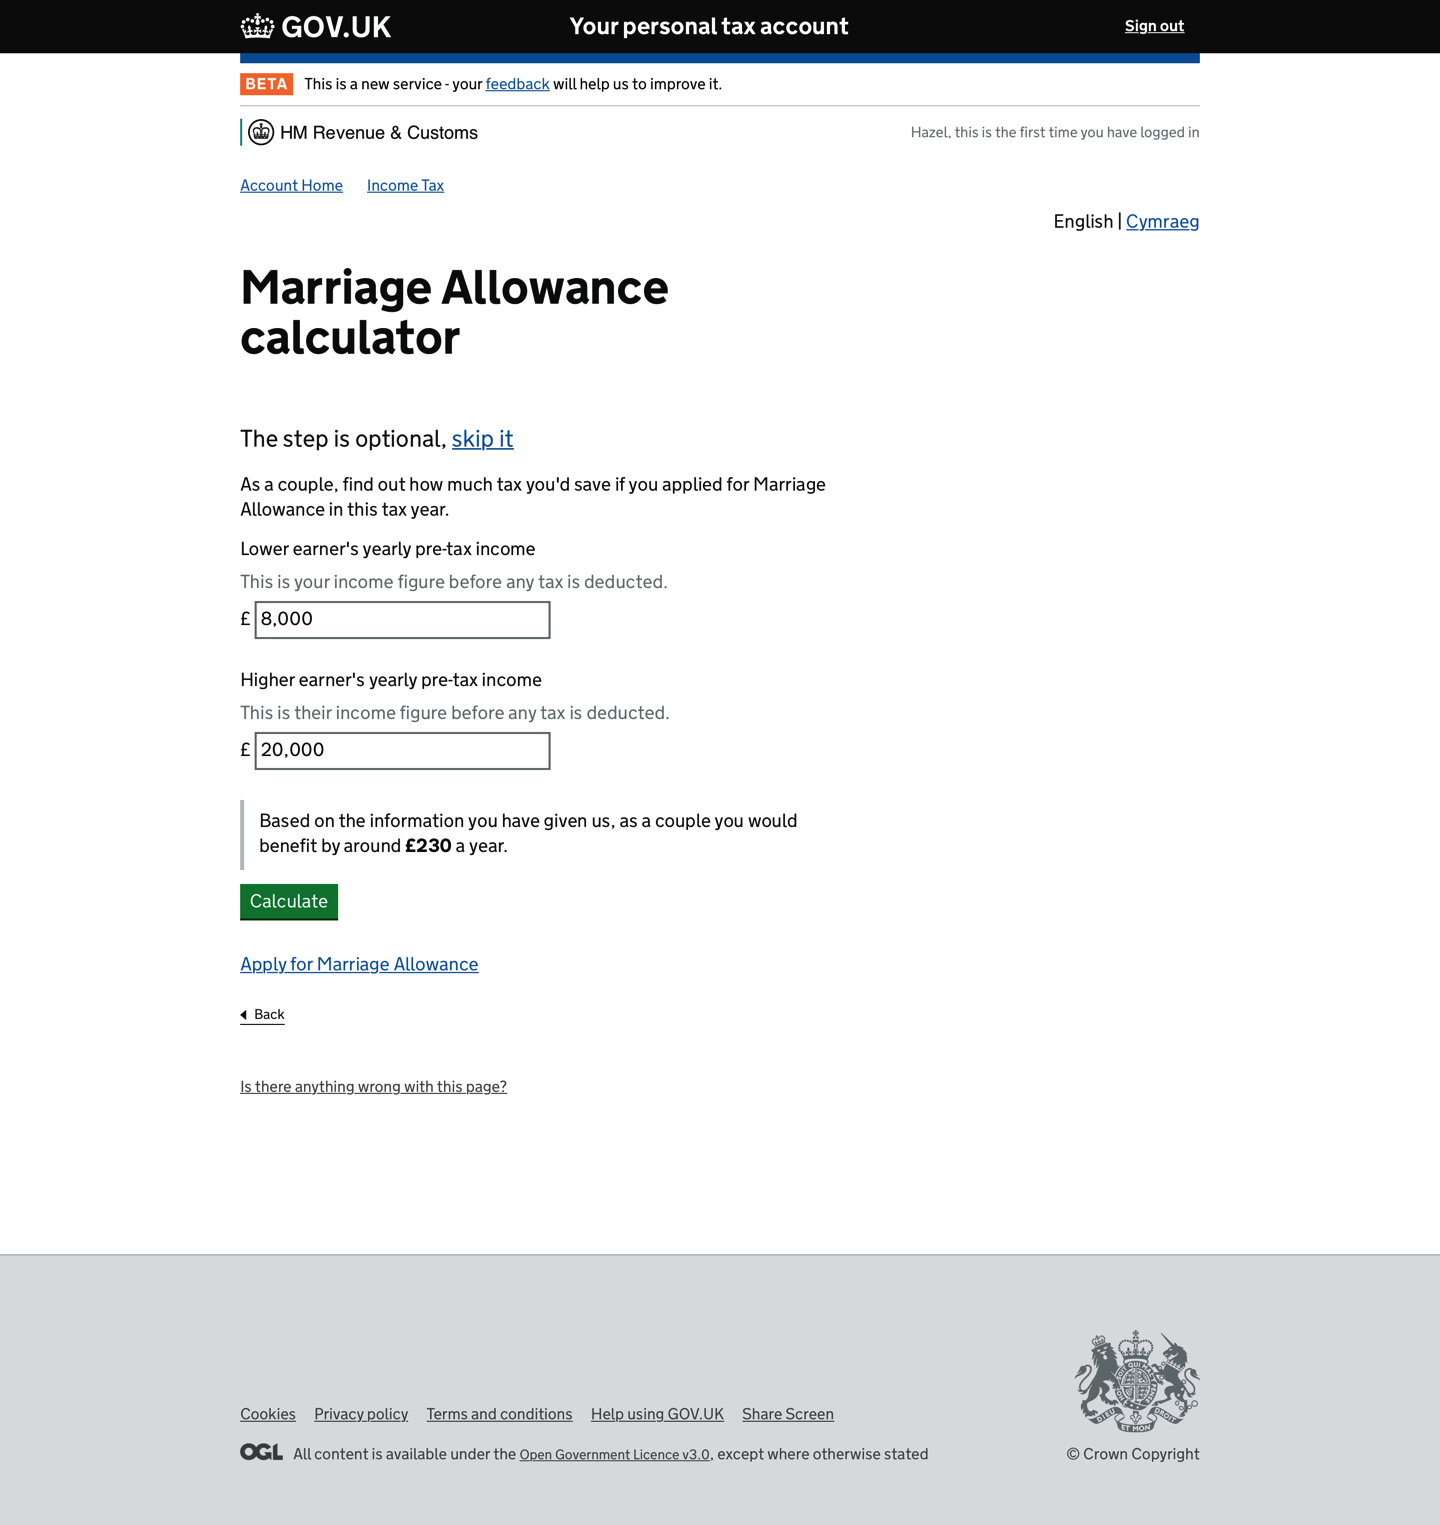 GOV.UK
Your personal tax account
Sign out
BETA This is a new service - your feedback will help us to improve it.
HM Revenue & Customs
Hazel, this is the first time you have logged in
Account Home Income Tax
English | Cymraeg
Marriage Allowance
calculator
The step is optional, skip it
As a couple, find out how much tax you'd save if you applied for Marriage
Allowance in this tax year.
Lower earner's yearly pre-tax income
This is your income figure before any tax is deducted.
£ 8,000
Higher earner's yearly pre-tax income
This is their income figure before any tax is deducted.
£ 20,000
Based on the information you have given us, as a couple you would
benefit by around £230 a year.
Calculate
Apply for Marriage Allowance
Back
Is there anything wrong with this page?
Cookies Privacy policy Terms and conditions Help using GOV.UK Share Screen
OGL All content is available under the Open Government Licence v3.0, except where otherwise stated
DIEU ET MON DROIT
© Crown Copyright